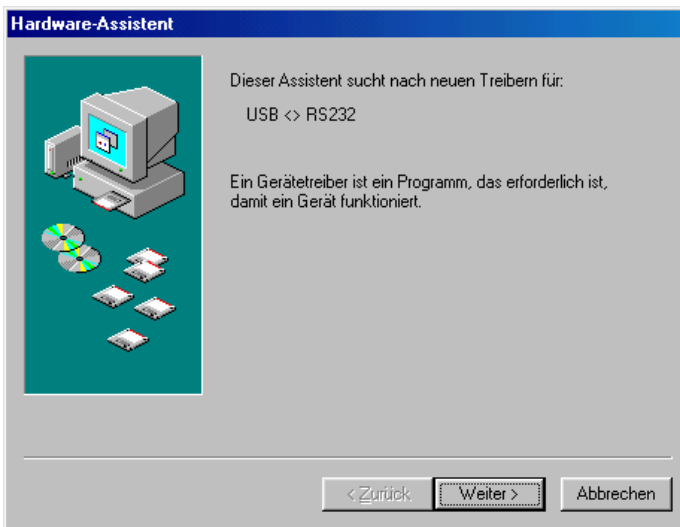 Hardware-Assistent
Dieser Assistent sucht nach neuen Treibern für:
USB <> RS232
Ein Gerätetreiber ist ein Programm, das erforderlich ist,
damit ein Gerät funktioniert.
< Zurück
Weiter >
Abbrechen